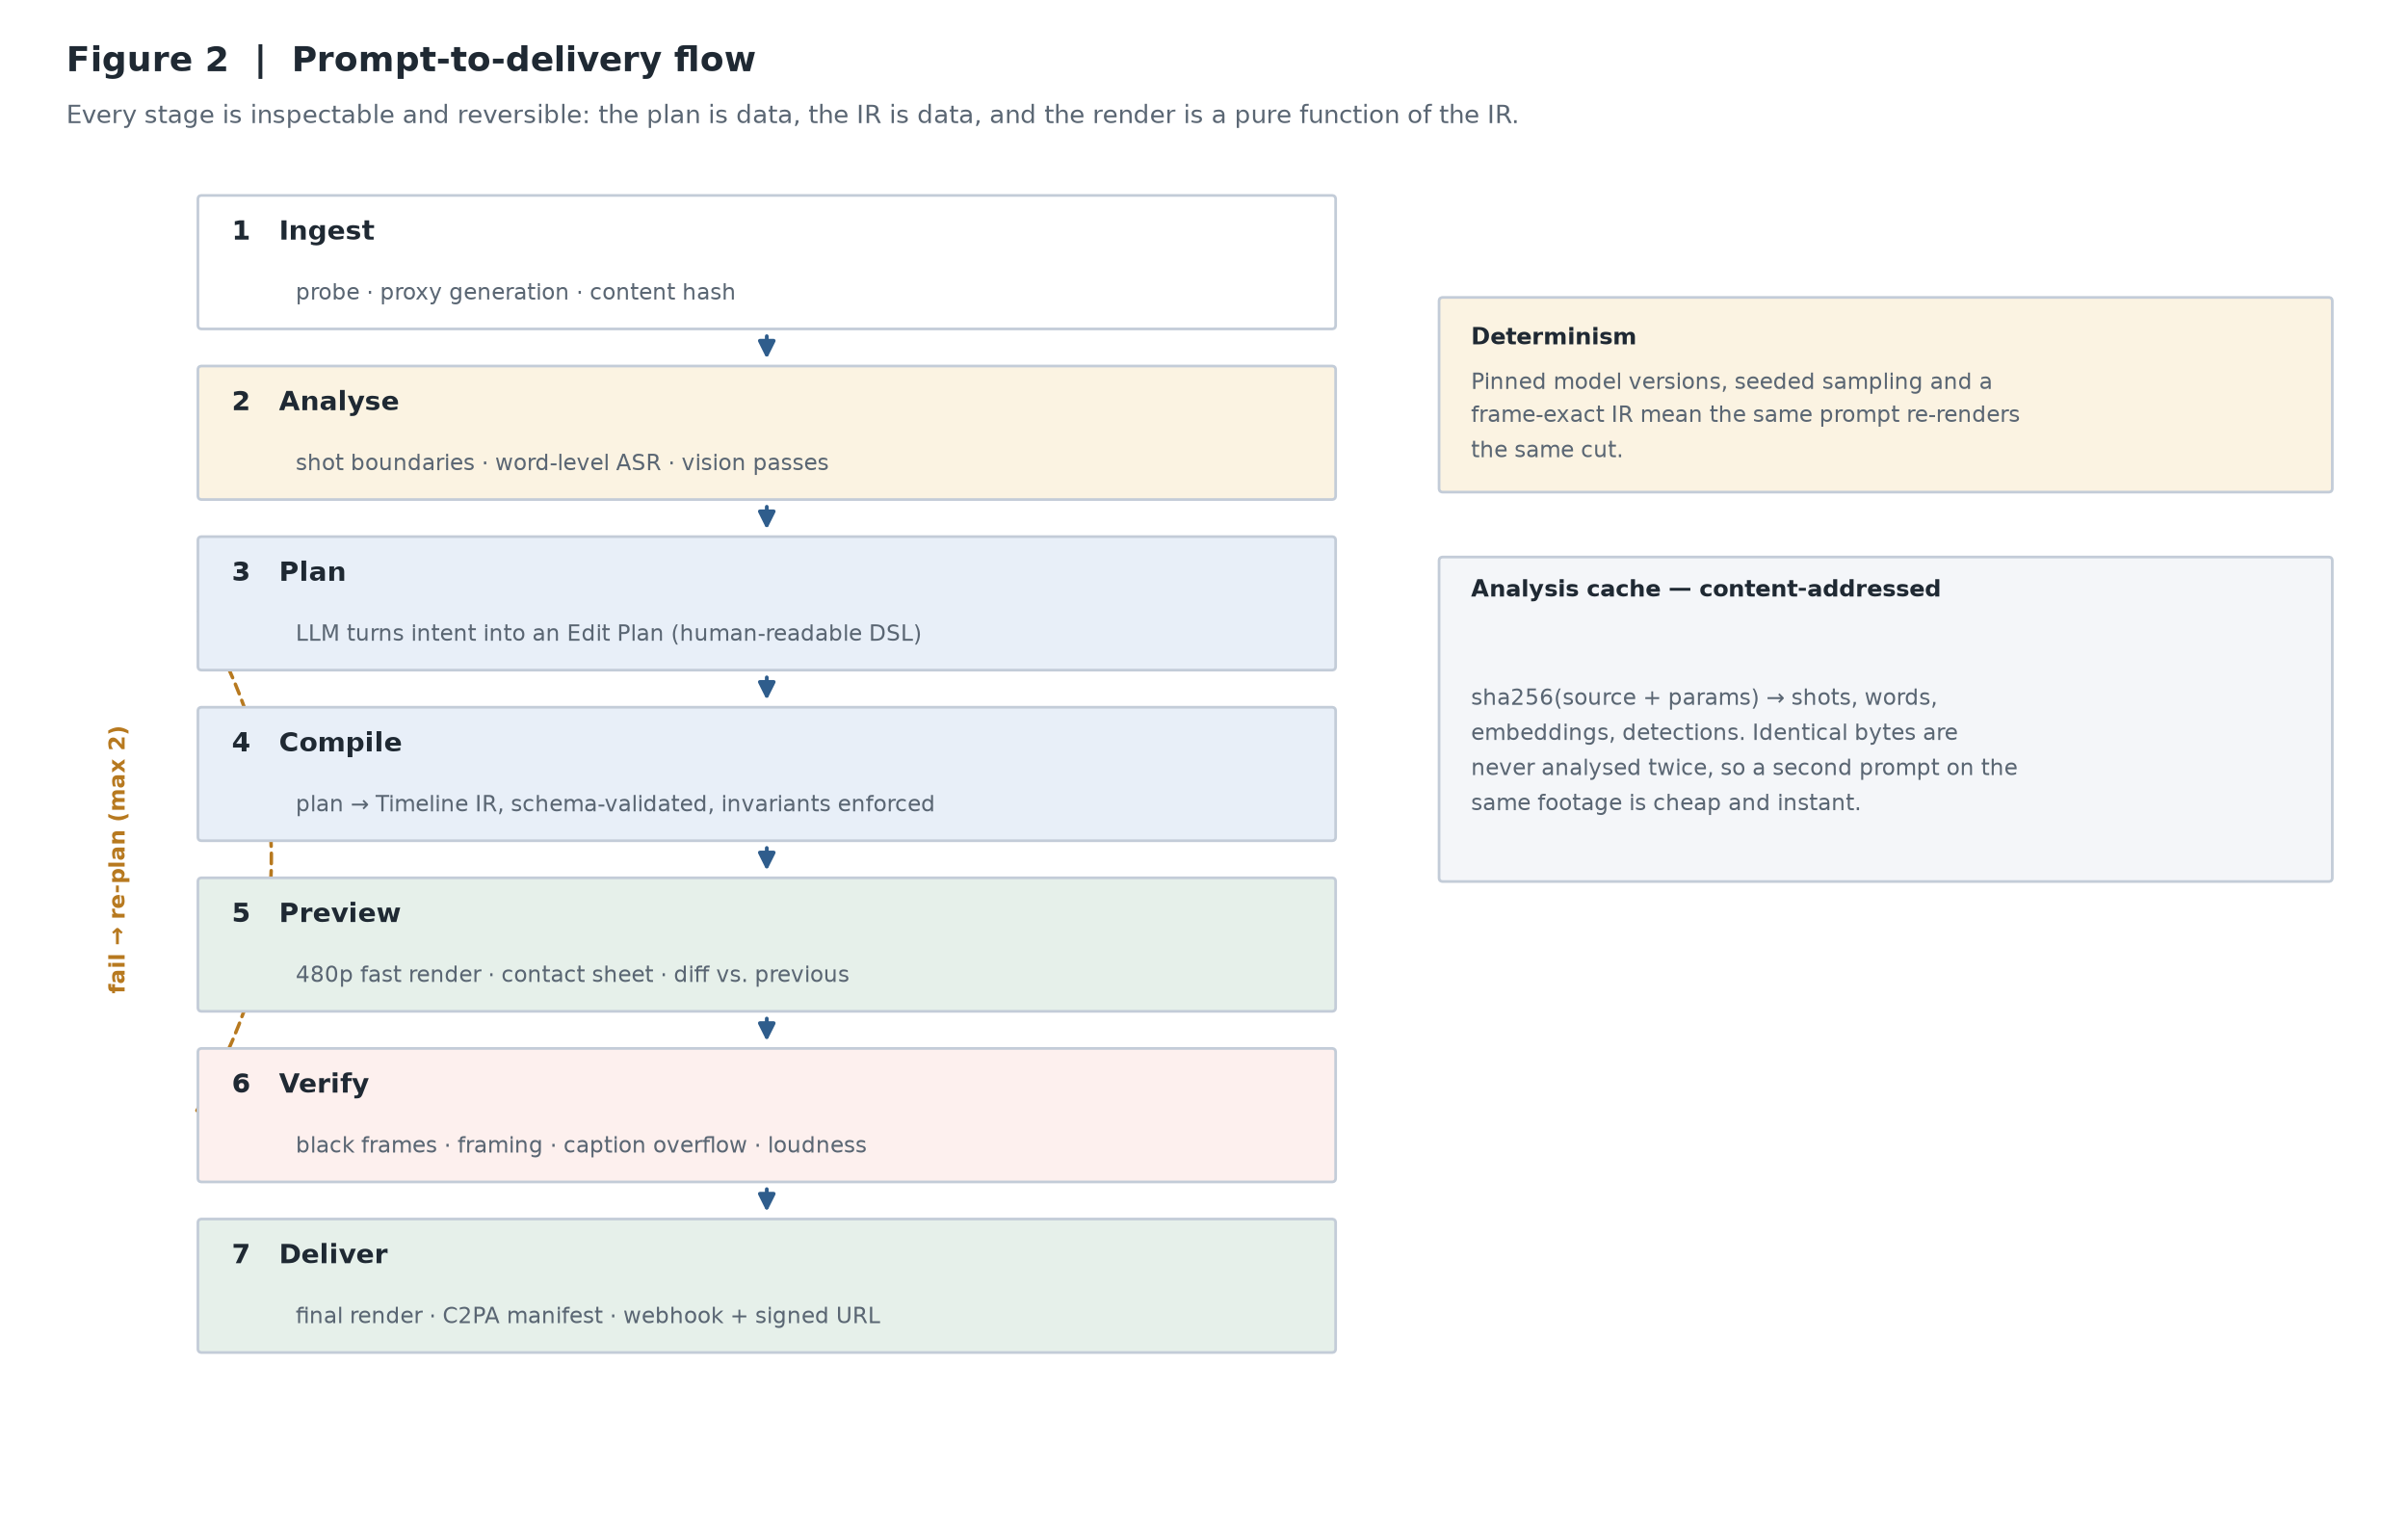 Figure 2 | Prompt-to-delivery flow
Every stage is inspectable and reversible: the plan is data, the IR is data, and the render is a pure function of the IR.
1 Ingest
probe · proxy generation · content hash
2 Analyse
shot boundaries · word-level ASR · vision passes
3 Plan
LLM turns intent into an Edit Plan (human-readable DSL)
4 Compile
plan → Timeline IR, schema-validated, invariants enforced
5 Preview
480p fast render · contact sheet · diff vs. previous
6 Verify
black frames · framing · caption overflow · loudness
7 Deliver
final render · C2PA manifest · webhook + signed URL
fail → re-plan (max 2)
Determinism
Pinned model versions, seeded sampling and a
frame-exact IR mean the same prompt re-renders
the same cut.
Analysis cache — content-addressed
sha256(source + params) → shots, words,
embeddings, detections. Identical bytes are
never analysed twice, so a second prompt on the
same footage is cheap and instant.